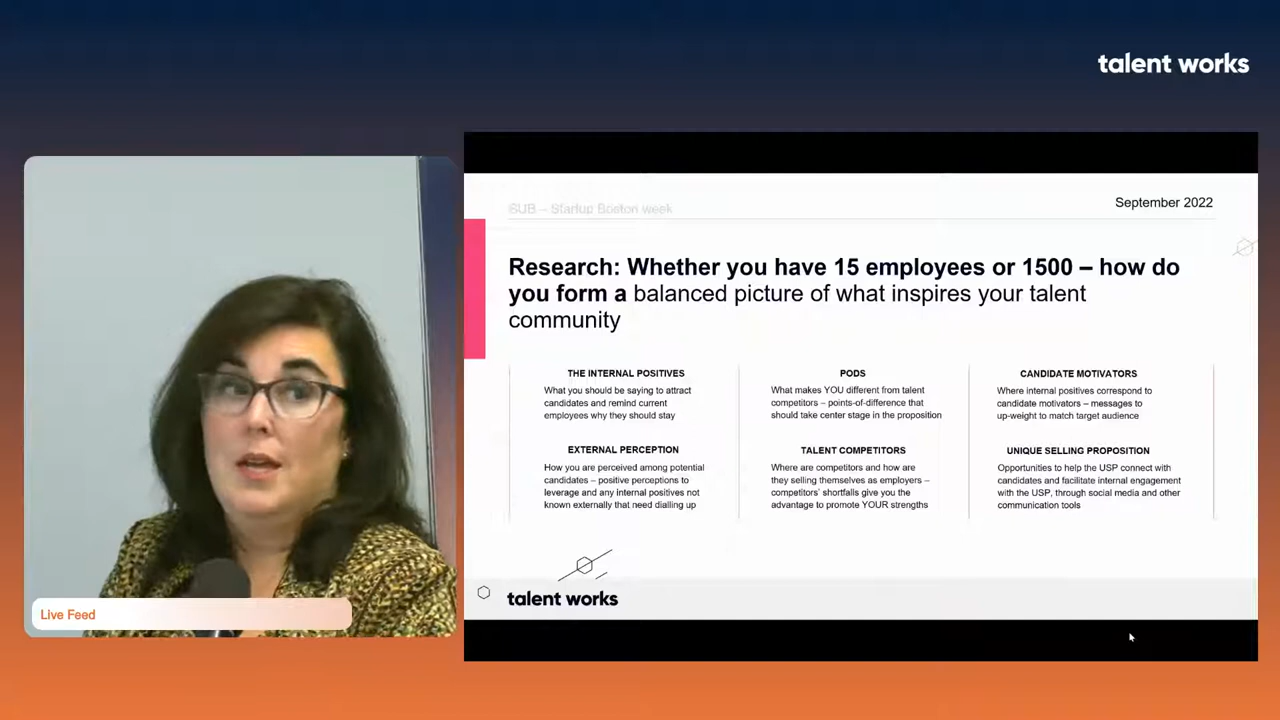 talent works
SUB – Startup Boston week
September 2022
Research: Whether you have 15 employees or 1500 – how do
you form a balanced picture of what inspires your talent
community
THE INTERNAL POSITIVES
What you should be saying to attract
candidates and remind current
employees why they should stay
PODS
What makes YOU different from talent
competitors – points-of-difference that
should take center stage in the proposition
CANDIDATE MOTIVATORS
Where internal positives correspond to
candidate motivators – messages to
up-weight to match target audience
EXTERNAL PERCEPTION
How you are perceived among potential
candidates – positive perceptions to
leverage and any internal positives not
known externally that need dialling up
TALENT COMPETITORS
Where are competitors and how are
they selling themselves as employers –
competitors' shortfalls give you the
advantage to promote YOUR strengths
UNIQUE SELLING PROPOSITION
Opportunities to help the USP connect with
candidates and facilitate internal engagement
with the USP, through social media and other
communication tools
talent works
Live Feed